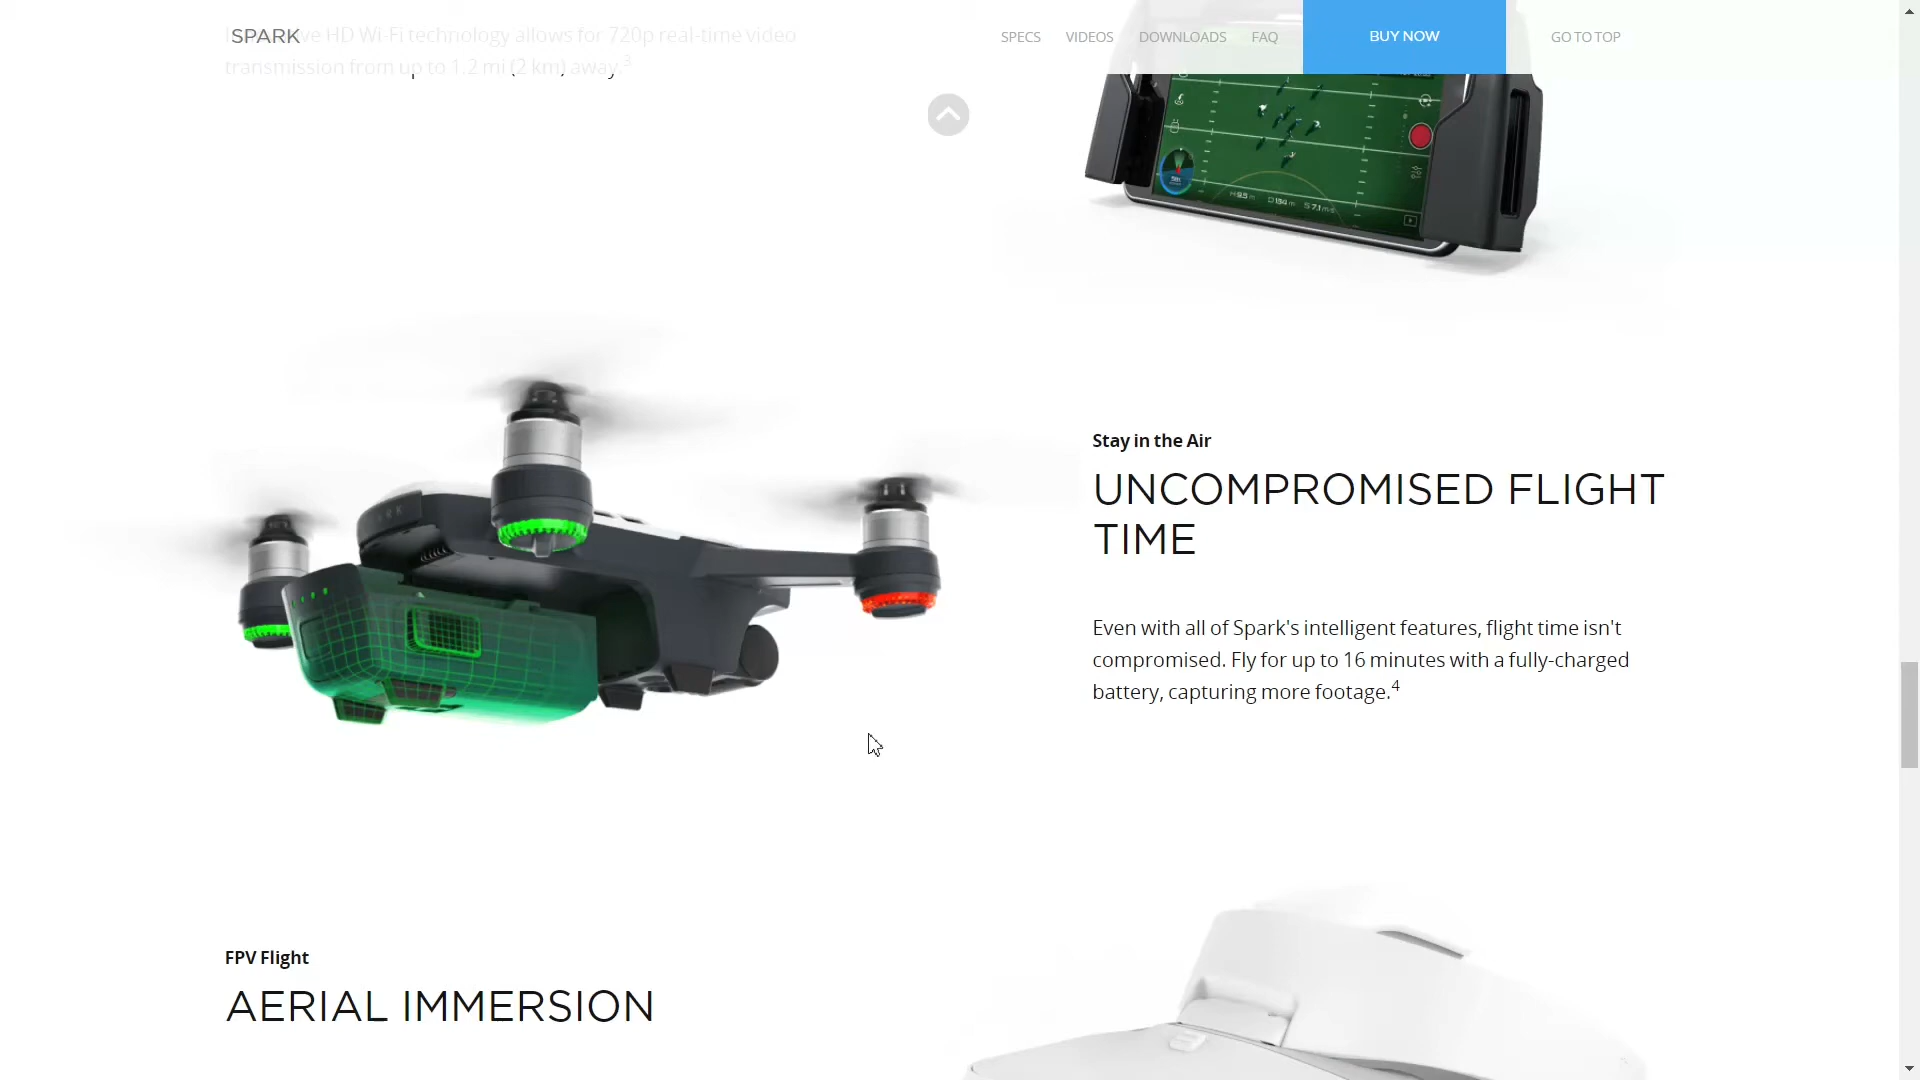 SPARK
SPECS
VIDEOS
DOWNLOADS
FAQ
BUY NOW
GO TO TOP
HD Wi-Fi technology allows for 720p real-time video
transmission from up to 1.2 mi (2 km) away.3
Stay in the Air
UNCOMPROMISED FLIGHT
TIME
Even with all of Spark's intelligent features, flight time isn't
compromised. Fly for up to 16 minutes with a fully-charged
battery, capturing more footage.4
FPV Flight
AERIAL IMMERSION